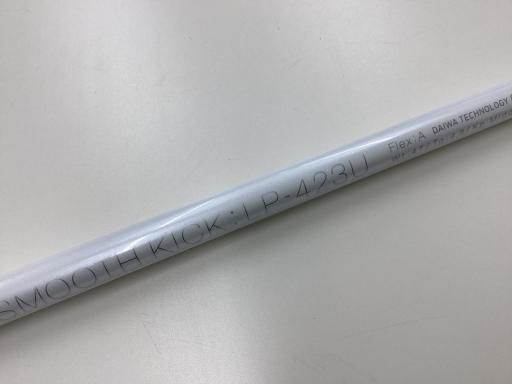 SMOOTH KICK: LP-423U
Flex:A DAIWA TECHNOLOGY